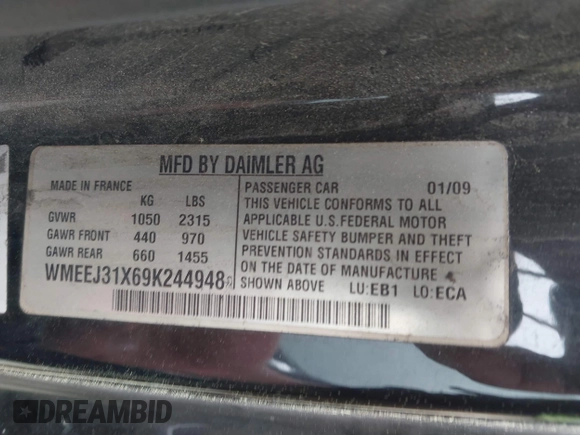 MFD BY DAIMLER AG
MADE IN FRANCE
KG LBS
GVWR 1050 2315
GAWR FRONT 440 970
GAWR REAR 660 1455
WMEEJ31X69K244948
PASSENGER CAR 01/09
THIS VEHICLE CONFORMS TO ALL
APPLICABLE U.S.FEDERAL MOTOR
VEHICLE SAFETY BUMPER AND THEFT
PREVENTION STANDARDS IN EFFECT
ON THE DATE OF MANUFACTURE
SHOWN ABOVE LU:EB1 LO:ECA
DREAMBID